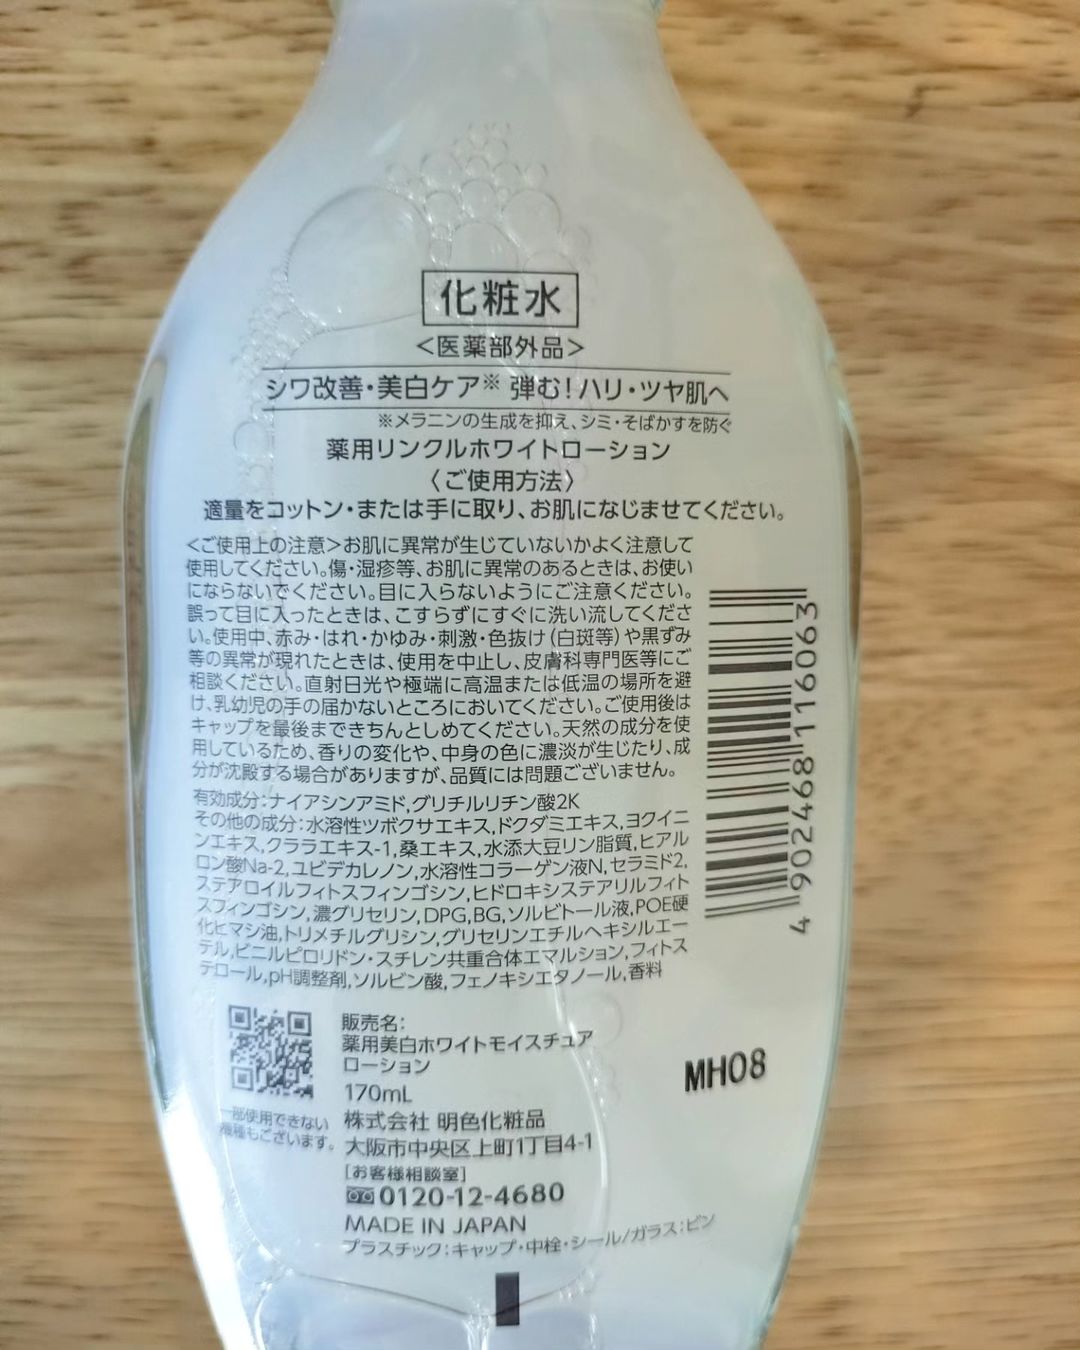 化粧水
＜医薬部外品＞
シワ改善・美白ケア※ 弾む！ハリ・ツヤ肌へ
※メラニンの生成を抑え、シミ・そばかすを防ぐ
薬用リンクルホワイトローション
〈ご使用方法〉
適量をコットン・または手に取り、お肌になじませてください。
＜ご使用上の注意＞お肌に異常が生じていないかよく注意して
使用してください。傷・湿疹等、お肌に異常のあるときは、お使い
にならないでください。目に入らないようにご注意ください。
誤って目に入ったときは、こすらずにすぐに洗い流してくださ
い。使用中、赤み・はれ・かゆみ・刺激・色抜け（白斑等）や黒ずみ
等の異常が現れたときは、使用を中止し、皮膚科専門医等にご
相談ください。直射日光や極端に高温または低温の場所を避
け、乳幼児の手の届かないところにおいてください。ご使用後は
キャップを最後まできちんとしめてください。天然の成分を使
用しているため、香りの変化や、中身の色に濃淡が生じたり、成
分が沈殿する場合がありますが、品質には問題ございません。
有効成分：ナイアシンアミド,グリチルリチン酸2K
その他の成分：水溶性ツボクサエキス,ドクダミエキス,ヨクイニ
ンエキス,クララエキス-1,桑エキス,水添大豆リン脂質,ヒアル
ロン酸Na-2,ユビデカレノン,水溶性コラーゲン液N,セラミド2,
ステアロイルフィトスフィンゴシン,ヒドロキシステアリルフィト
スフィンゴシン,濃グリセリン,DPG,BG,ソルビトール液,POE硬
化ヒマシ油,トリメチルグリシン,グリセリンエチルヘキシルエー
テル,ビニルピロリドン・スチレン共重合体エマルション,フィトス
テロール,pH調整剤,ソルビン酸,フェノキシエタノール,香料
4902468116063
販売名：
薬用美白ホワイトモイスチュア
ローション
170mL
MH08
一部使用できない
機種もございます。
株式会社 明色化粧品
大阪市中央区上町1丁目4-1
［お客様相談室］
0120-12-4680
MADE IN JAPAN
プラスチック：キャップ・中栓・シール/ガラス：ビン